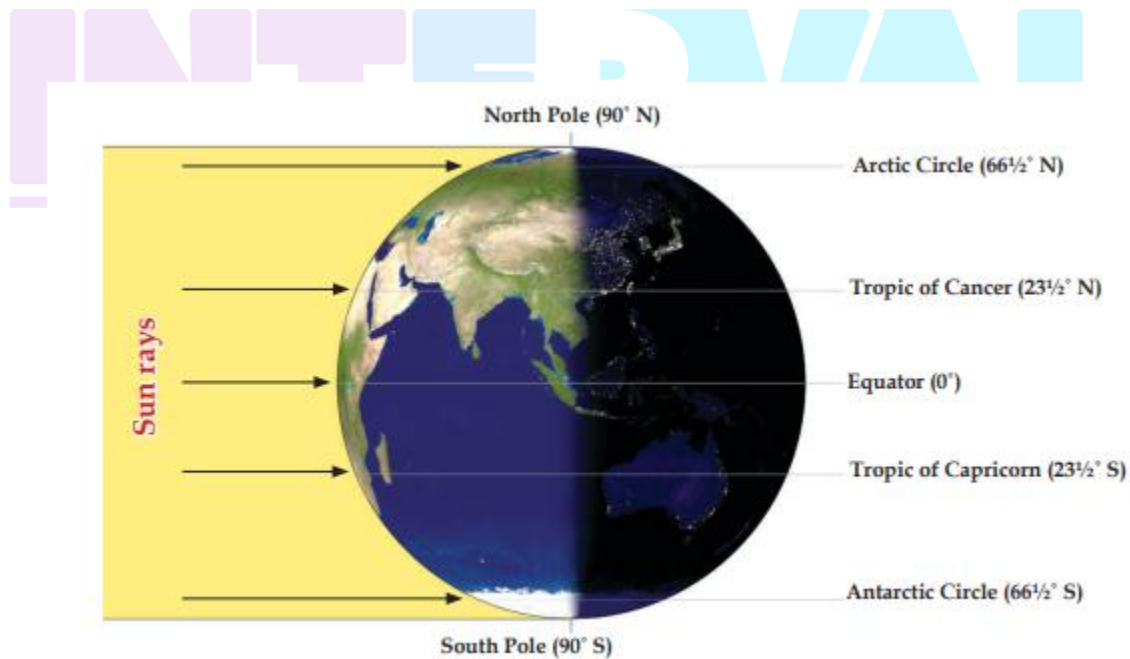 INTERVAL
North Pole (90° N)
Arctic Circle (66½° N)
Tropic of Cancer (23½° N)
Sun rays
Equator (0°)
Tropic of Capricorn (23½° S)
Antarctic Circle (66½° S)
South Pole (90° S)